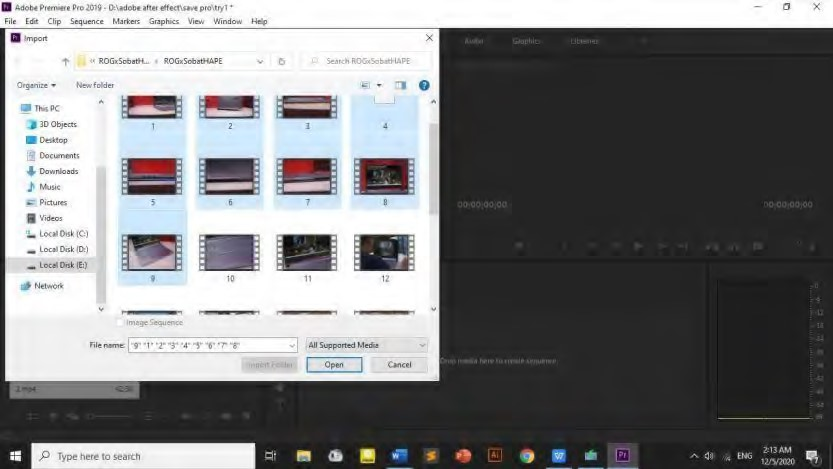 Adobe Premiere Pro 2019 - D:\adobe after effect\save pro\try1 *
File Edit Clip Sequence Markers Graphics View Window Help
Import
« ROGxSobatH... › ROGxSobatHAPE
Search ROGxSobatHAPE
Audio Graphics Libraries
Organize New folder
This PC
3D Objects
Desktop
Documents
Downloads
Music
Pictures
Videos
Local Disk (C:)
Local Disk (D:)
Local Disk (E:)
Network
1 2 3 4
5 6 7 8
9 10 11 12
00;00;00;00 00;00;00;00
Image Sequence
File name: "9" "1" "2" "3" "4" "5" "6" "7" "8"
All Supported Media
Import Folder Open Cancel
Drop media here to create sequence.
Type here to search
ENG
2:13 AM
12/5/2020